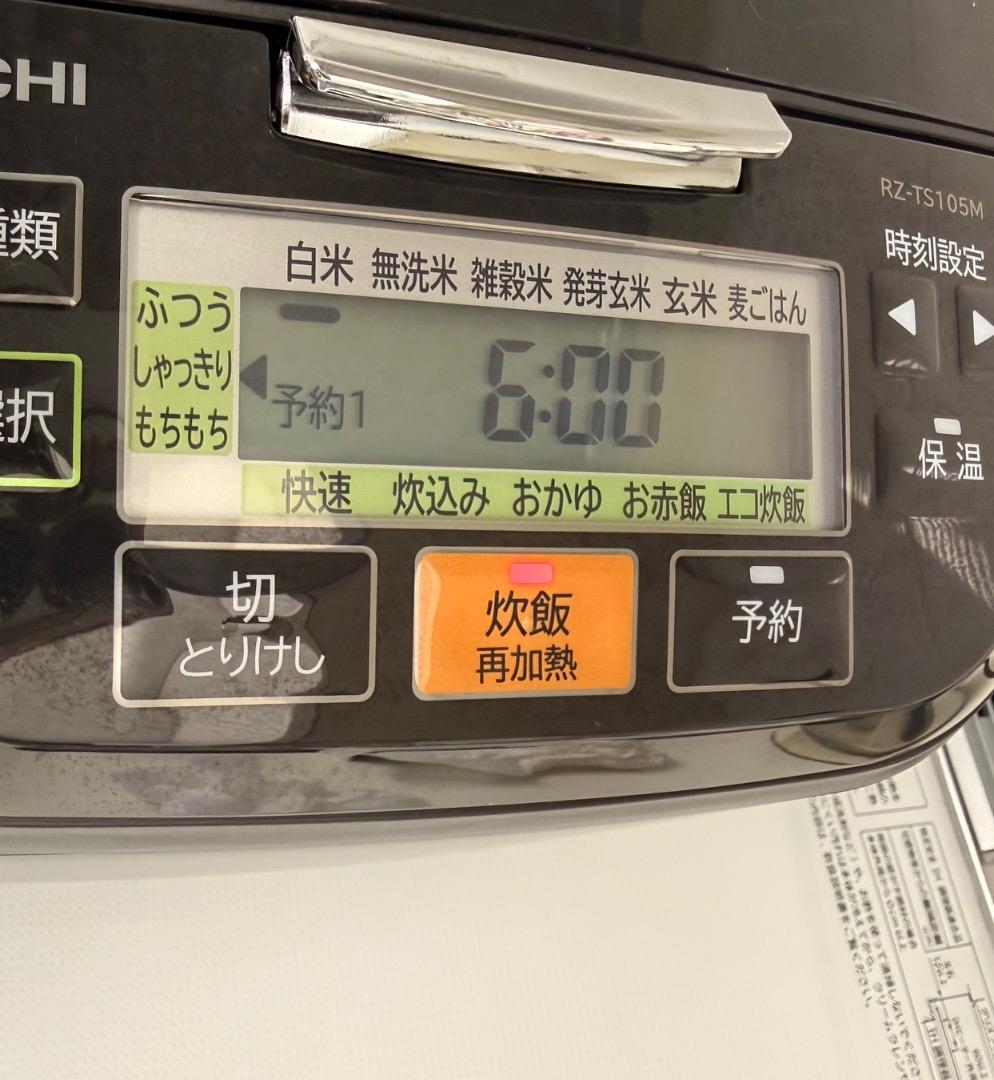 CHI
RZ-TS105M
種類
時刻設定
白米 無洗米 雑穀米 発芽玄米 玄米 麦ごはん
ふつう
しゃっきり
もちもち
予約1
6:00
選択
保温
快速 炊込み おかゆ お赤飯 エコ炊飯
切
とりけし
炊飯
再加熱
予約